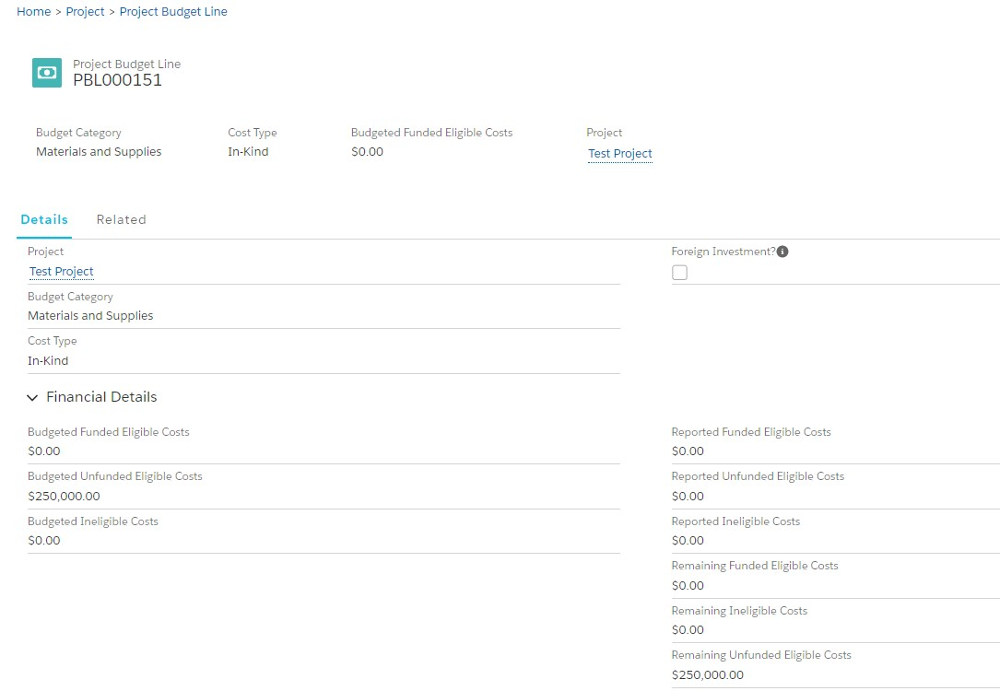 Home > Project > Project Budget Line
Project Budget Line
PBL000151
Budget Category Cost Type Budgeted Funded Eligible Costs Project
Materials and Supplies In-Kind $0.00 Test Project
Details Related
Project Foreign Investment?
Test Project
Budget Category
Materials and Supplies
Cost Type
In-Kind
Financial Details
Budgeted Funded Eligible Costs Reported Funded Eligible Costs
$0.00 $0.00
Budgeted Unfunded Eligible Costs Reported Unfunded Eligible Costs
$250,000.00 $0.00
Budgeted Ineligible Costs Reported Ineligible Costs
$0.00 $0.00
Remaining Funded Eligible Costs
$0.00
Remaining Ineligible Costs
$0.00
Remaining Unfunded Eligible Costs
$250,000.00